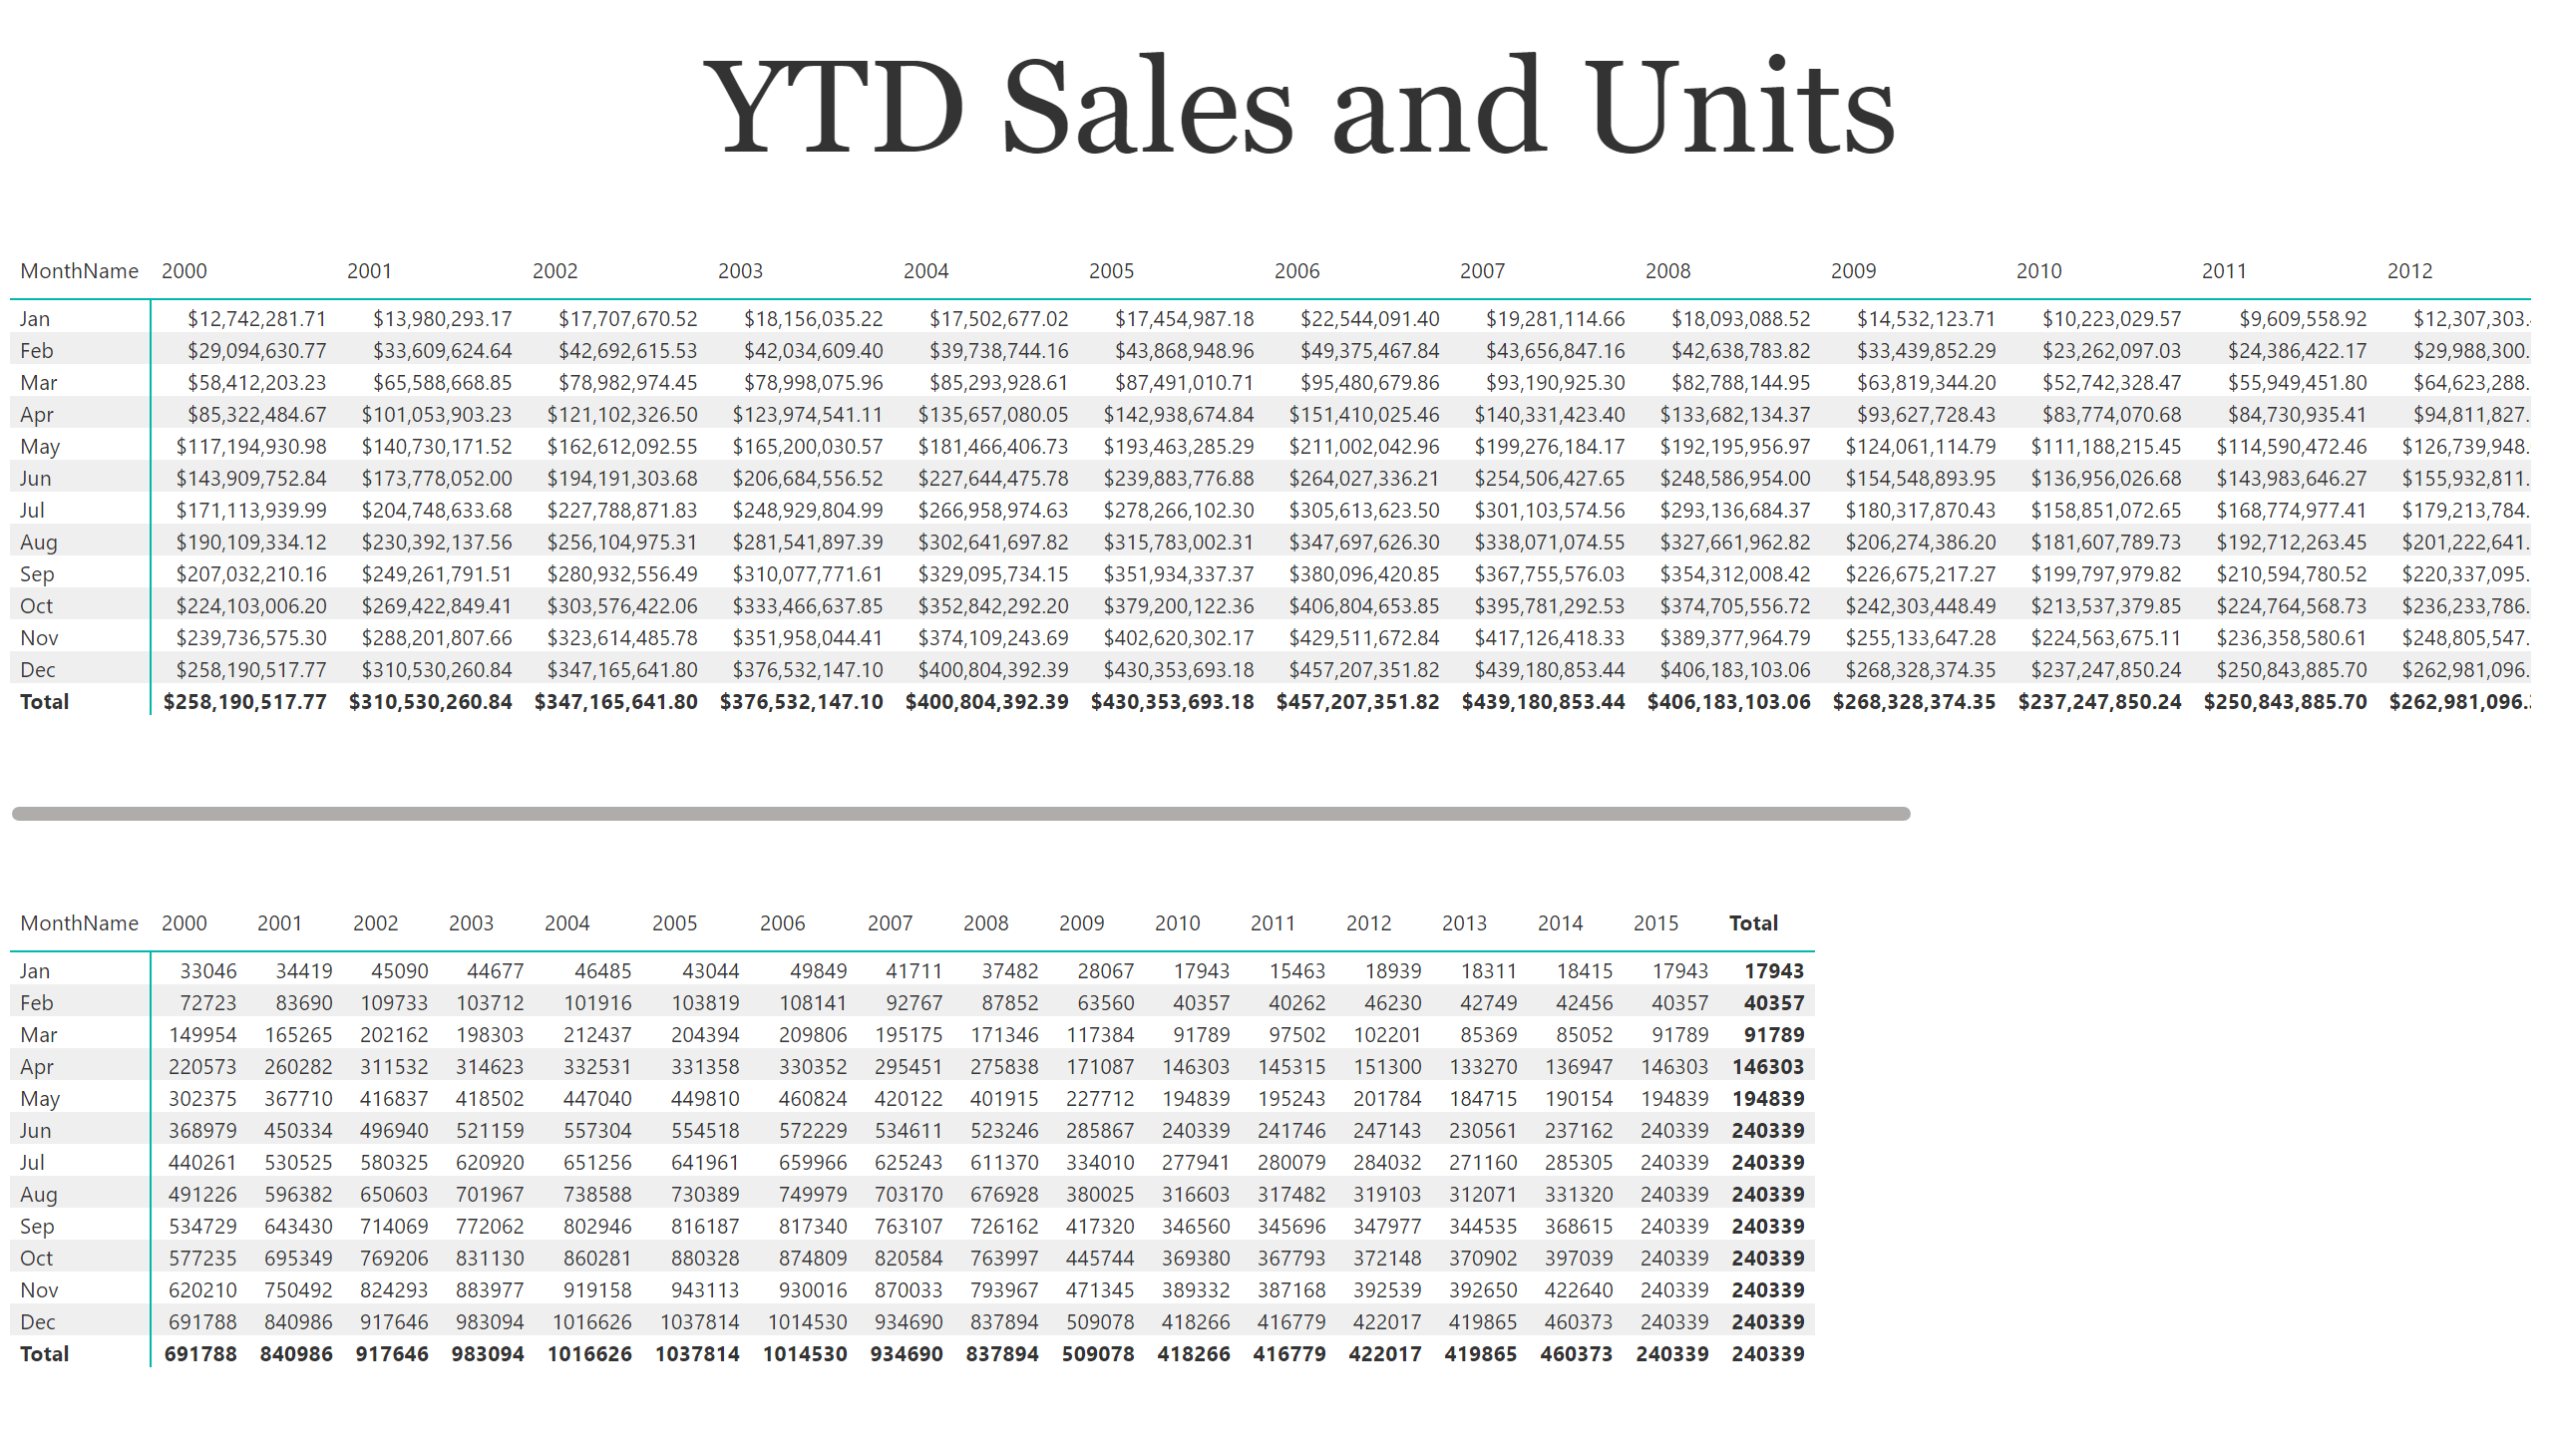 YTD Sales and Units
MonthName 2000 2001 2002 2003 2004 2005 2006 2007 2008 2009 2010 2011 2012
Jan $12,742,281.71 $13,980,293.17 $17,707,670.52 $18,156,035.22 $17,502,677.02 $17,454,987.18 $22,544,091.40 $19,281,114.66 $18,093,088.52 $14,532,123.71 $10,223,029.57 $9,609,558.92 $12,307,303.
Feb $29,094,630.77 $33,609,624.64 $42,692,615.53 $42,034,609.40 $39,738,744.16 $43,868,948.96 $49,375,467.84 $43,656,847.16 $42,638,783.82 $33,439,852.29 $23,262,097.03 $24,386,422.17 $29,988,300.
Mar $58,412,203.23 $65,588,668.85 $78,982,974.45 $78,998,075.96 $85,293,928.61 $87,491,010.71 $95,480,679.86 $93,190,925.30 $82,788,144.95 $63,819,344.20 $52,742,328.47 $55,949,451.80 $64,623,288.
Apr $85,322,484.67 $101,053,903.23 $121,102,326.50 $123,974,541.11 $135,657,080.05 $142,938,674.84 $151,410,025.46 $140,331,423.40 $133,682,134.37 $93,627,728.43 $83,774,070.68 $84,730,935.41 $94,811,827.
May $117,194,930.98 $140,730,171.52 $162,612,092.55 $165,200,030.57 $181,466,406.73 $193,463,285.29 $211,002,042.96 $199,276,184.17 $192,195,956.97 $124,061,114.79 $111,188,215.45 $114,590,472.46 $126,739,948.
Jun $143,909,752.84 $173,778,052.00 $194,191,303.68 $206,684,556.52 $227,644,475.78 $239,883,776.88 $264,027,336.21 $254,506,427.65 $248,586,954.00 $154,548,893.95 $136,956,026.68 $143,983,646.27 $155,932,811.
Jul $171,113,939.99 $204,748,633.68 $227,788,871.83 $248,929,804.99 $266,958,974.63 $278,266,102.30 $305,613,623.50 $301,103,574.56 $293,136,684.37 $180,317,870.43 $158,851,072.65 $168,774,977.41 $179,213,784.
Aug $190,109,334.12 $230,392,137.56 $256,104,975.31 $281,541,897.39 $302,641,697.82 $315,783,002.31 $347,697,626.30 $338,071,074.55 $327,661,962.82 $206,274,386.20 $181,607,789.73 $192,712,263.45 $201,222,641.
Sep $207,032,210.16 $249,261,791.51 $280,932,556.49 $310,077,771.61 $329,095,734.15 $351,934,337.37 $380,096,420.85 $367,755,576.03 $354,312,008.42 $226,675,217.27 $199,797,979.82 $210,594,780.52 $220,337,095.
Oct $224,103,006.20 $269,422,849.41 $303,576,422.06 $333,466,637.85 $352,842,292.20 $379,200,122.36 $406,804,653.85 $395,781,292.53 $374,705,556.72 $242,303,448.49 $213,537,379.85 $224,764,568.73 $236,233,786.
Nov $239,736,575.30 $288,201,807.66 $323,614,485.78 $351,958,044.41 $374,109,243.69 $402,620,302.17 $429,511,672.84 $417,126,418.33 $389,377,964.79 $255,133,647.28 $224,563,675.11 $236,358,580.61 $248,805,547.
Dec $258,190,517.77 $310,530,260.84 $347,165,641.80 $376,532,147.10 $400,804,392.39 $430,353,693.18 $457,207,351.82 $439,180,853.44 $406,183,103.06 $268,328,374.35 $237,247,850.24 $250,843,885.70 $262,981,096.
Total $258,190,517.77 $310,530,260.84 $347,165,641.80 $376,532,147.10 $400,804,392.39 $430,353,693.18 $457,207,351.82 $439,180,853.44 $406,183,103.06 $268,328,374.35 $237,247,850.24 $250,843,885.70 $262,981,096.
MonthName 2000 2001 2002 2003 2004 2005 2006 2007 2008 2009 2010 2011 2012 2013 2014 2015 Total
Jan 33046 34419 45090 44677 46485 43044 49849 41711 37482 28067 17943 15463 18939 18311 18415 17943 17943
Feb 72723 83690 109733 103712 101916 103819 108141 92767 87852 63560 40357 40262 46230 42749 42456 40357 40357
Mar 149954 165265 202162 198303 212437 204394 209806 195175 171346 117384 91789 97502 102201 85369 85052 91789 91789
Apr 220573 260282 311532 314623 332531 331358 330352 295451 275838 171087 146303 145315 151300 133270 136947 146303 146303
May 302375 367710 416837 418502 447040 449810 460824 420122 401915 227712 194839 195243 201784 184715 190154 194839 194839
Jun 368979 450334 496940 521159 557304 554518 572229 534611 523246 285867 240339 241746 247143 230561 237162 240339 240339
Jul 440261 530525 580325 620920 651256 641961 659966 625243 611370 334010 277941 280079 284032 271160 285305 240339 240339
Aug 491226 596382 650603 701967 738588 730389 749979 703170 676928 380025 316603 317482 319103 312071 331320 240339 240339
Sep 534729 643430 714069 772062 802946 816187 817340 763107 726162 417320 346560 345696 347977 344535 368615 240339 240339
Oct 577235 695349 769206 831130 860281 880328 874809 820584 763997 445744 369380 367793 372148 370902 397039 240339 240339
Nov 620210 750492 824293 883977 919158 943113 930016 870033 793967 471345 389332 387168 392539 392650 422640 240339 240339
Dec 691788 840986 917646 983094 1016626 1037814 1014530 934690 837894 509078 418266 416779 422017 419865 460373 240339 240339
Total 691788 840986 917646 983094 1016626 1037814 1014530 934690 837894 509078 418266 416779 422017 419865 460373 240339 240339